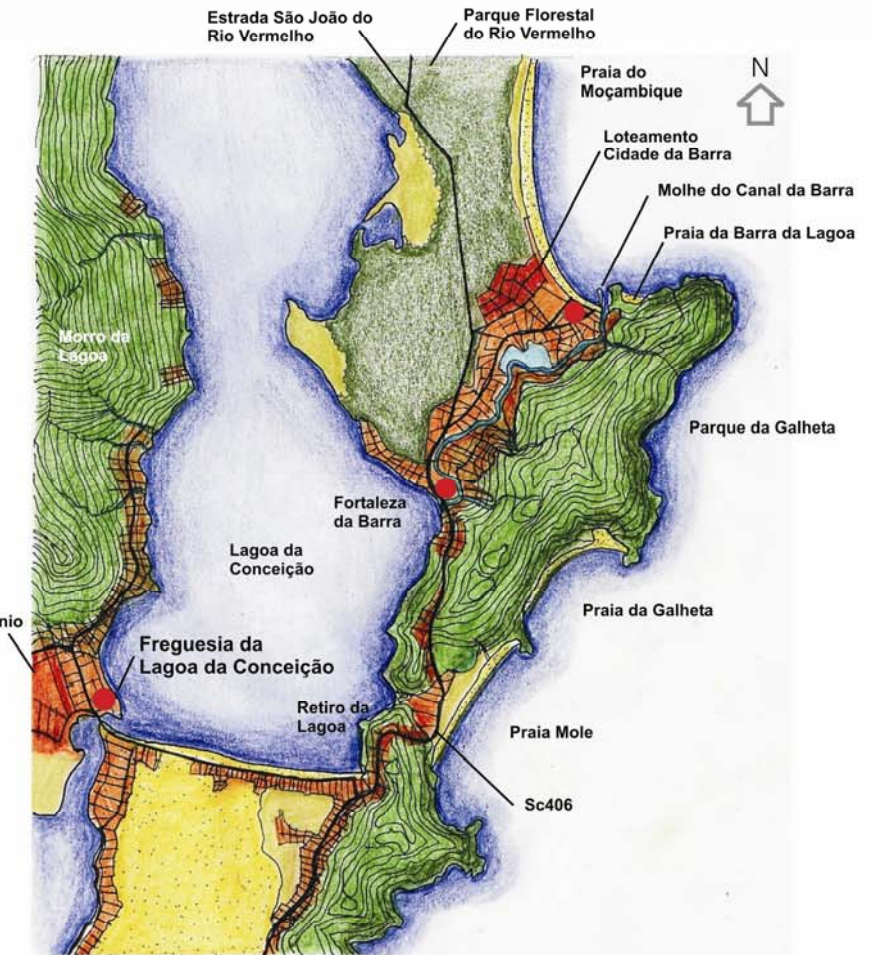 Estrada São João do
Rio Vermelho
Parque Florestal
do Rio Vermelho
Praia do
Moçambique
N
Loteamento
Cidade da Barra
Molhe do Canal da Barra
Praia da Barra da Lagoa
Morro da
Lagoa
Parque da Galheta
Fortaleza
da Barra
Lagoa da
Conceição
Praia da Galheta
nio
Freguesia da
Lagoa da Conceição
Retiro da
Lagoa
Praia Mole
Sc406